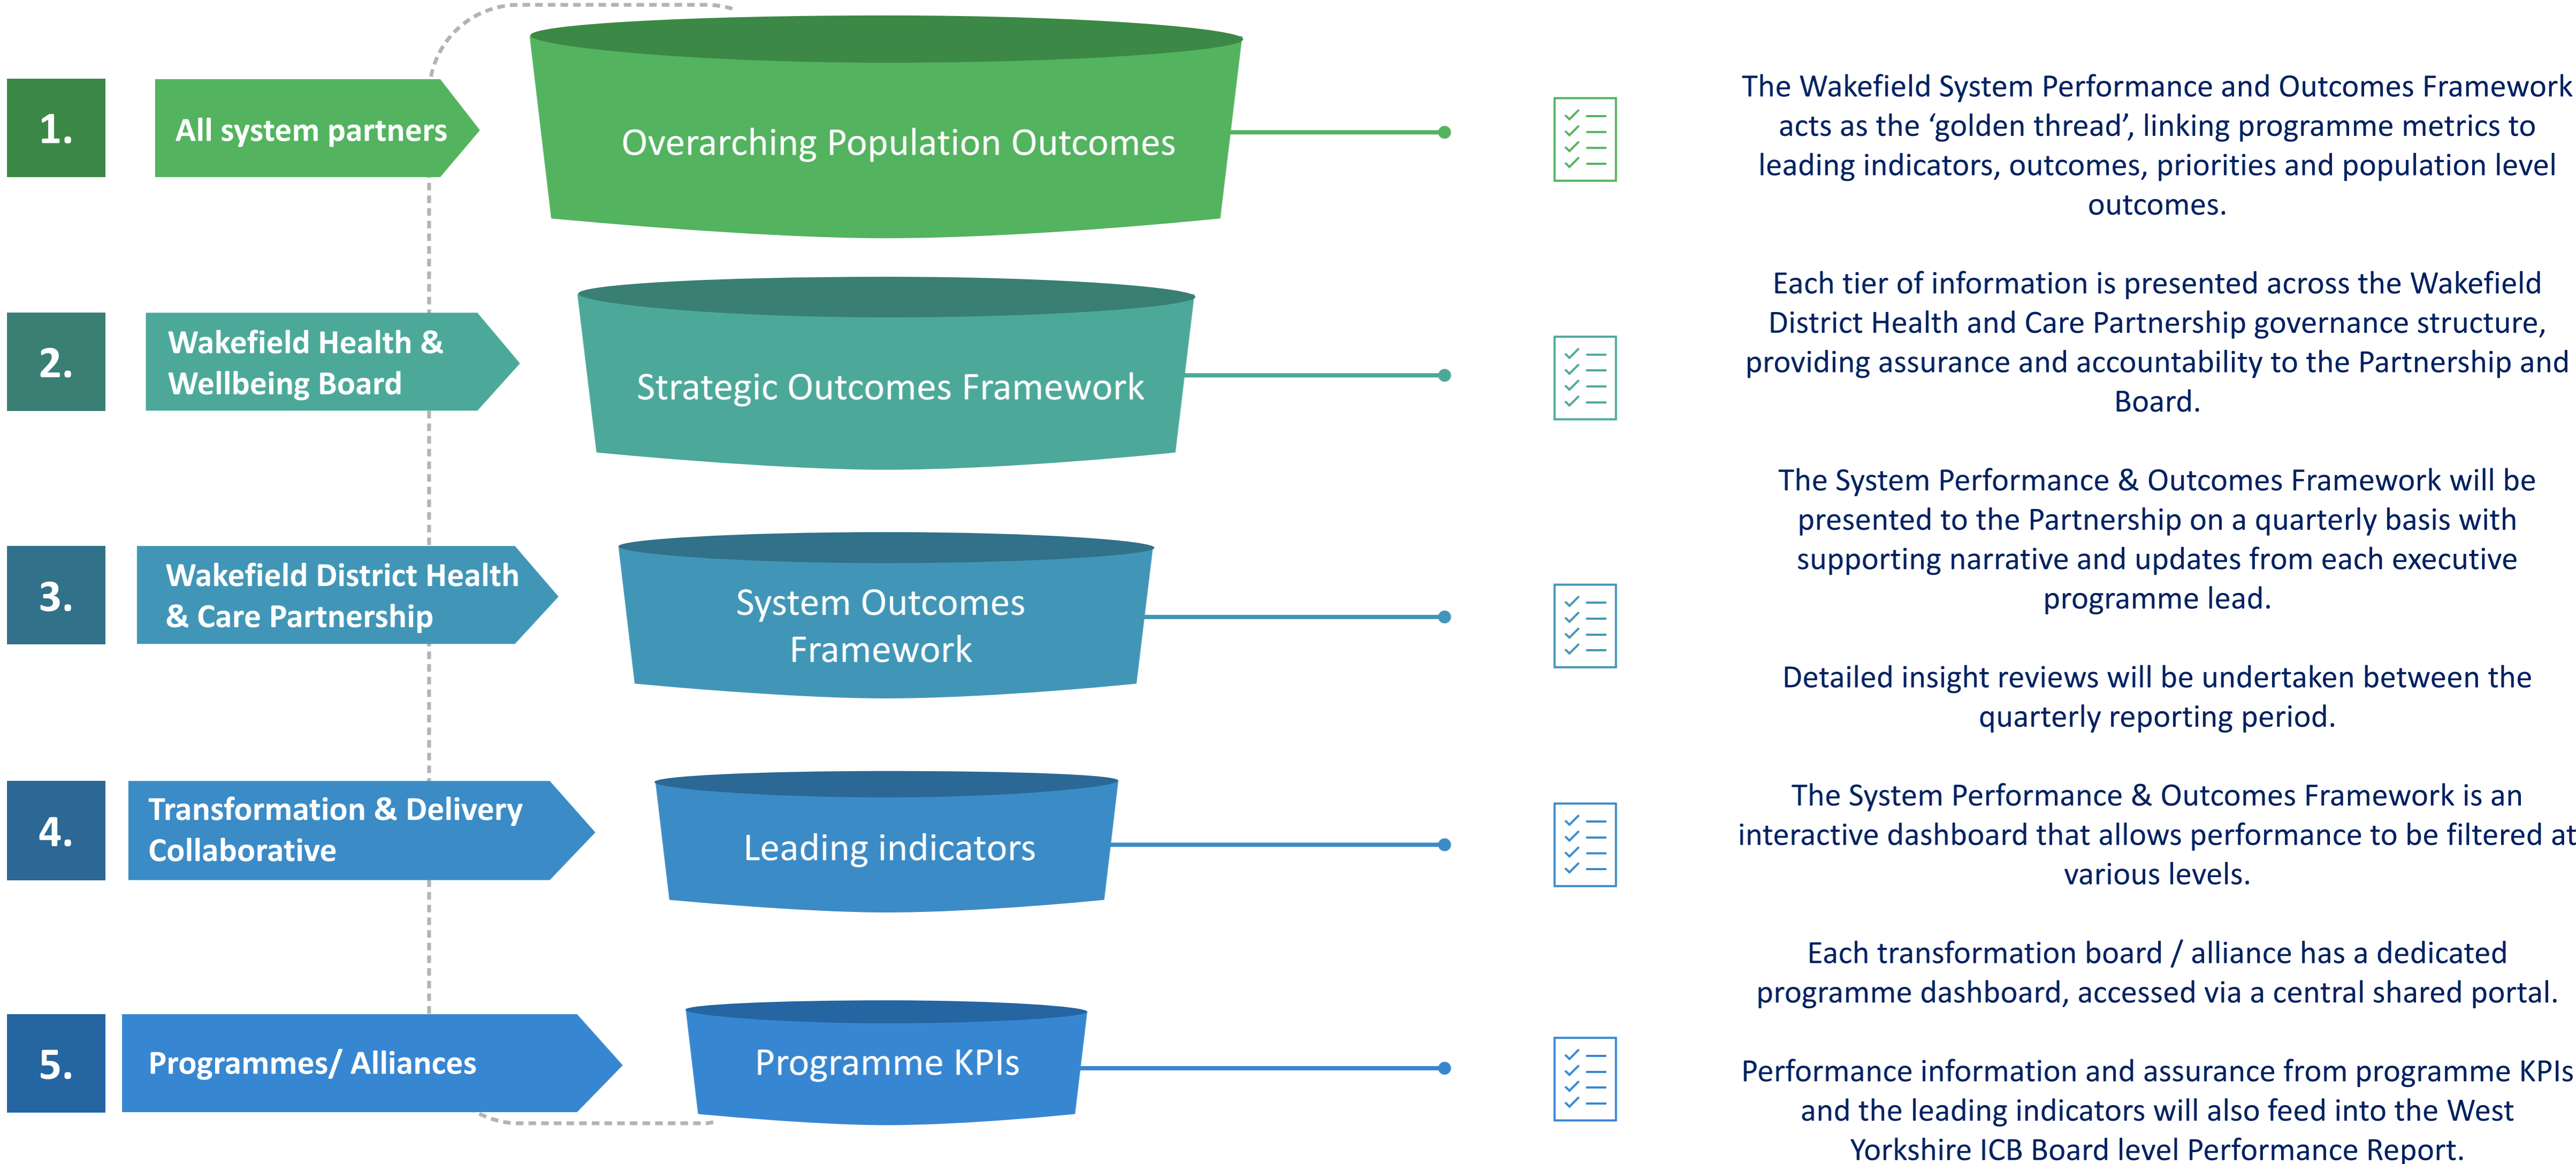 1.
All system partners
Overarching Population Outcomes
2.
Wakefield Health &
Wellbeing Board
Strategic Outcomes Framework
3.
Wakefield District Health
& Care Partnership
System Outcomes
Framework
4.
Transformation & Delivery
Collaborative
Leading indicators
5.
Programmes/ Alliances
Programme KPIs
The Wakefield System Performance and Outcomes Framework
acts as the ‘golden thread’, linking programme metrics to
leading indicators, outcomes, priorities and population level
outcomes.
Each tier of information is presented across the Wakefield
District Health and Care Partnership governance structure,
providing assurance and accountability to the Partnership and
Board.
The System Performance & Outcomes Framework will be
presented to the Partnership on a quarterly basis with
supporting narrative and updates from each executive
programme lead.
Detailed insight reviews will be undertaken between the
quarterly reporting period.
The System Performance & Outcomes Framework is an
interactive dashboard that allows performance to be filtered at
various levels.
Each transformation board / alliance has a dedicated
programme dashboard, accessed via a central shared portal.
Performance information and assurance from programme KPIs
and the leading indicators will also feed into the West
Yorkshire ICB Board level Performance Report.